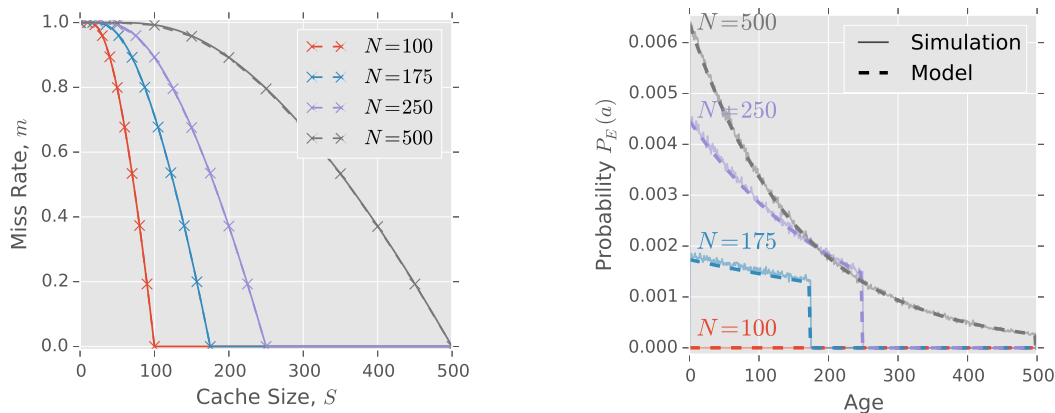 1.0
0.8
0.6
0.4
0.2
0.0
Miss Rate, m
0 100 200 300 400 500
Cache Size, S
N=100
N=175
N=250
N=500
0.006
0.005
0.004
0.003
0.002
0.001
0.000
Probability P_E(a)
N=500
N=250
N=175
N=100
Simulation
Model
0 100 200 300 400 500
Age